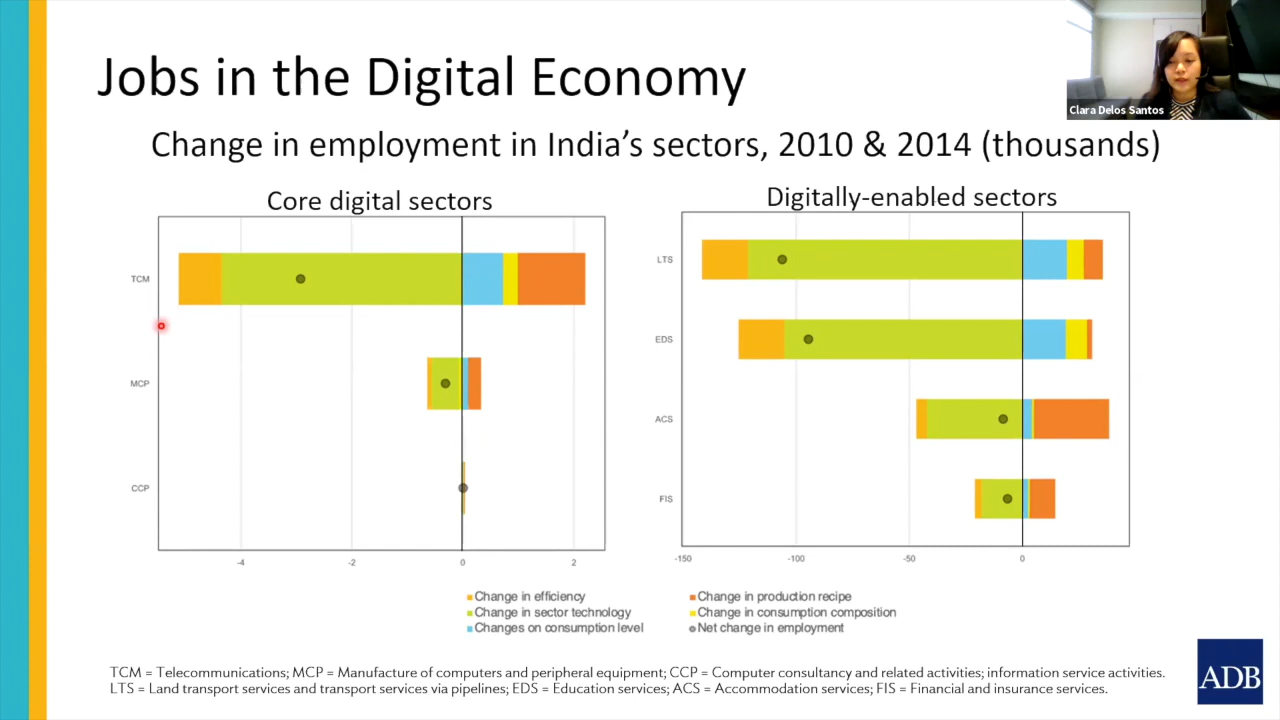 Jobs in the Digital Economy
Clara Delos Santos
Change in employment in India's sectors, 2010 & 2014 (thousands)
Core digital sectors
TCM
MCP
CCP
-4
-2
0
2
Digitally-enabled sectors
LTS
EDS
ACS
FIS
-150
-100
-50
0
Change in efficiency
Change in sector technology
Changes on consumption level
Change in production recipe
Change in consumption composition
Net change in employment
TCM = Telecommunications; MCP = Manufacture of computers and peripheral equipment; CCP = Computer consultancy and related activities; information service activities.
LTS = Land transport services and transport services via pipelines; EDS = Education services; ACS = Accommodation services; FIS = Financial and insurance services.
ADB